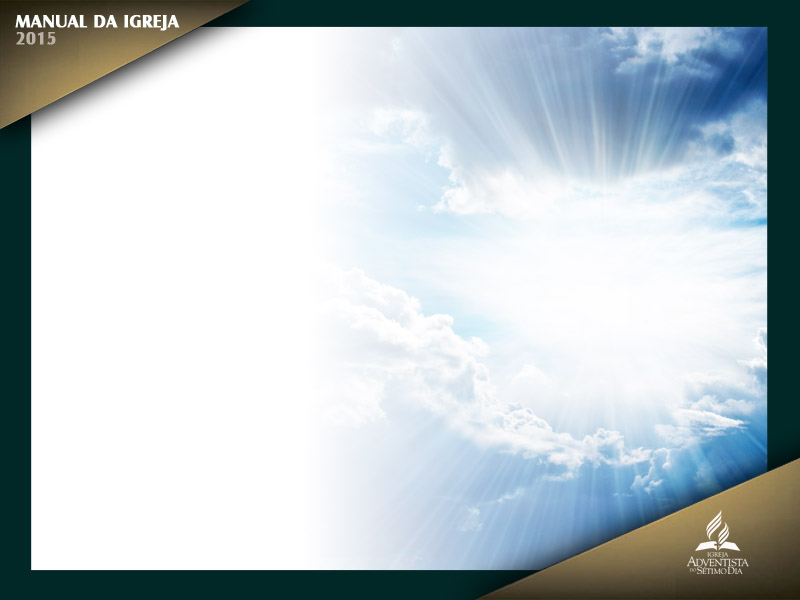 MANUAL DA IGREJA
2015
IGREJA
ADVENTISTA
DO SÉTIMO DIA